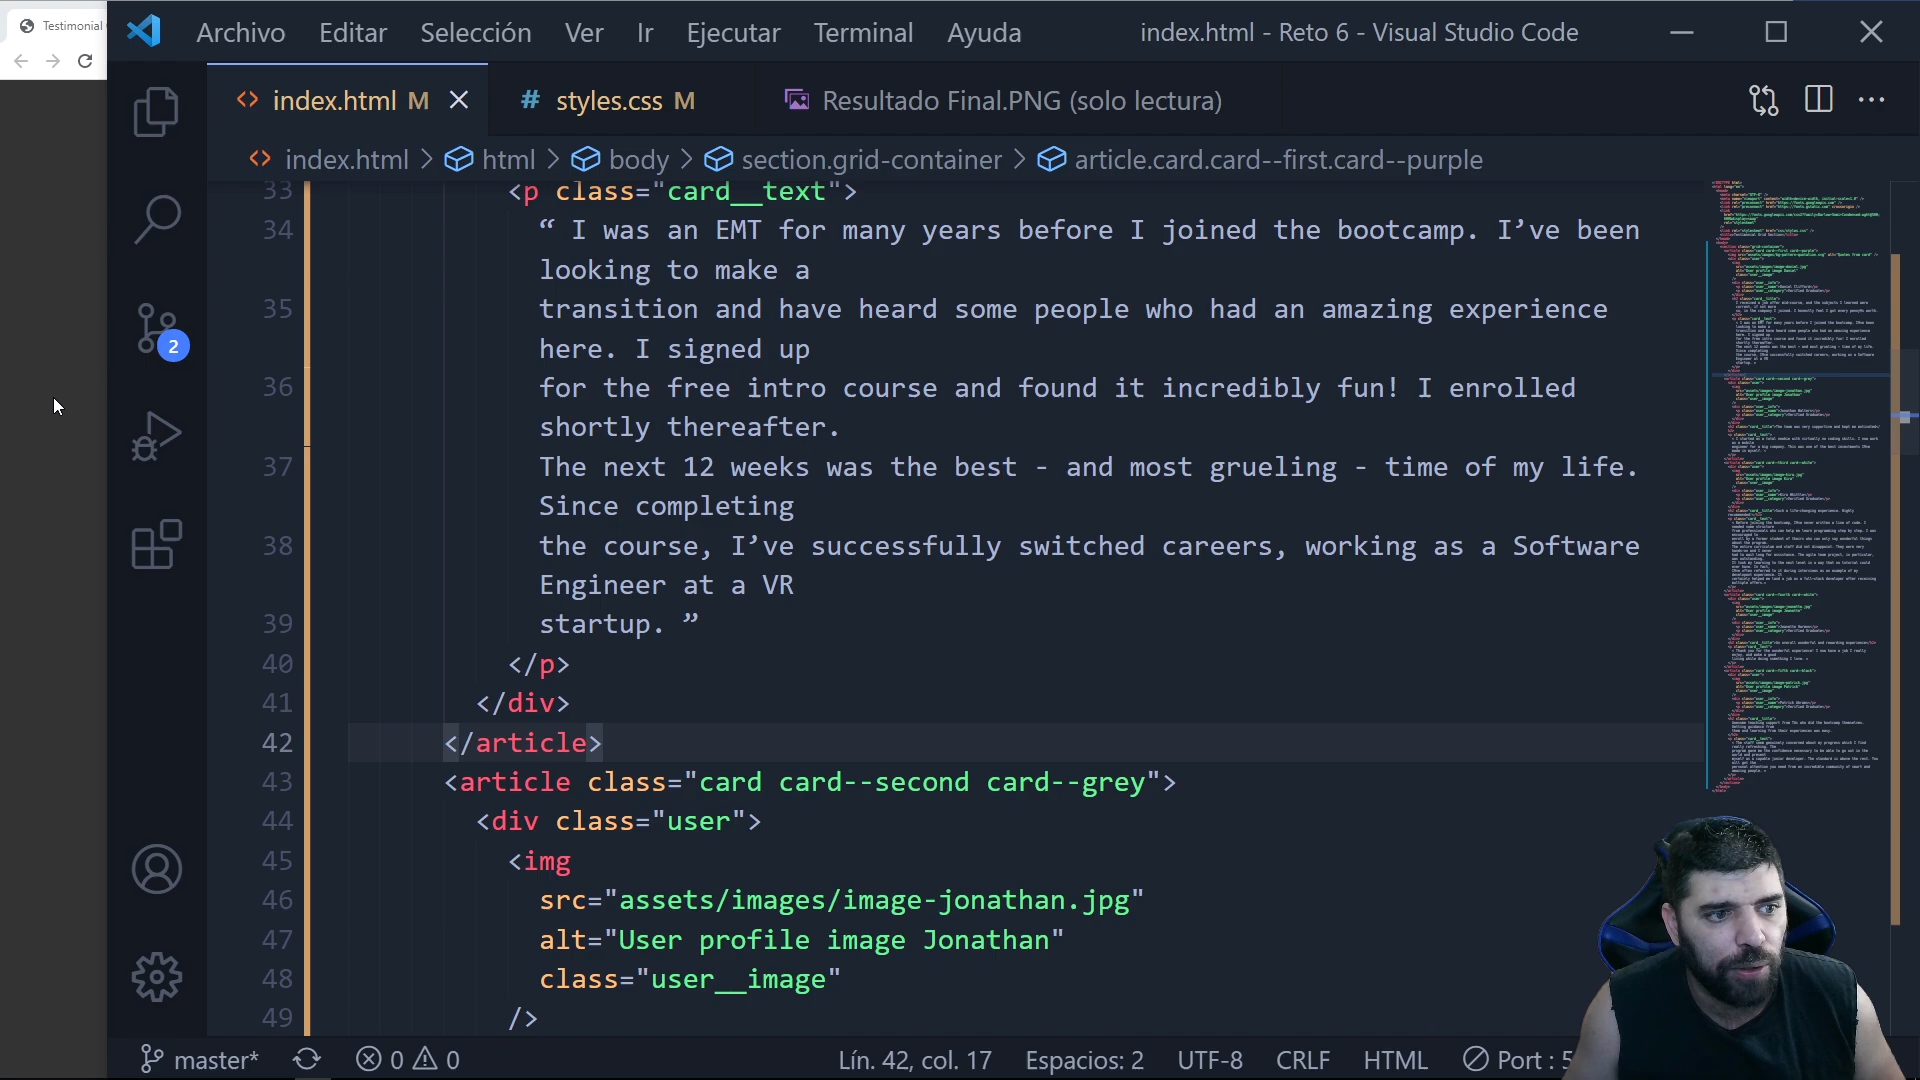 Testimonial
Archivo Editar Selección Ver Ir Ejecutar Terminal Ayuda index.html - Reto 6 - Visual Studio Code
index.html M styles.css M Resultado Final.PNG (solo lectura)
index.html > html > body > section.grid-container > article.card.card--first.card--purple
33 <p class="card__text">
34 “ I was an EMT for many years before I joined the bootcamp. I’ve been
looking to make a
35 transition and have heard some people who had an amazing experience
here. I signed up
36 for the free intro course and found it incredibly fun! I enrolled
shortly thereafter.
37 The next 12 weeks was the best - and most grueling - time of my life.
Since completing
38 the course, I’ve successfully switched careers, working as a Software
Engineer at a VR
39 startup. ”
40 </p>
41 </div>
42 </article>
43 <article class="card card--second card--grey">
44 <div class="user">
45 <img
46 src="assets/images/image-jonathan.jpg"
47 alt="User profile image Jonathan"
48 class="user__image"
49 />
2
master* 0 0 Lín. 42, col. 17 Espacios: 2 UTF-8 CRLF HTML Port : 5